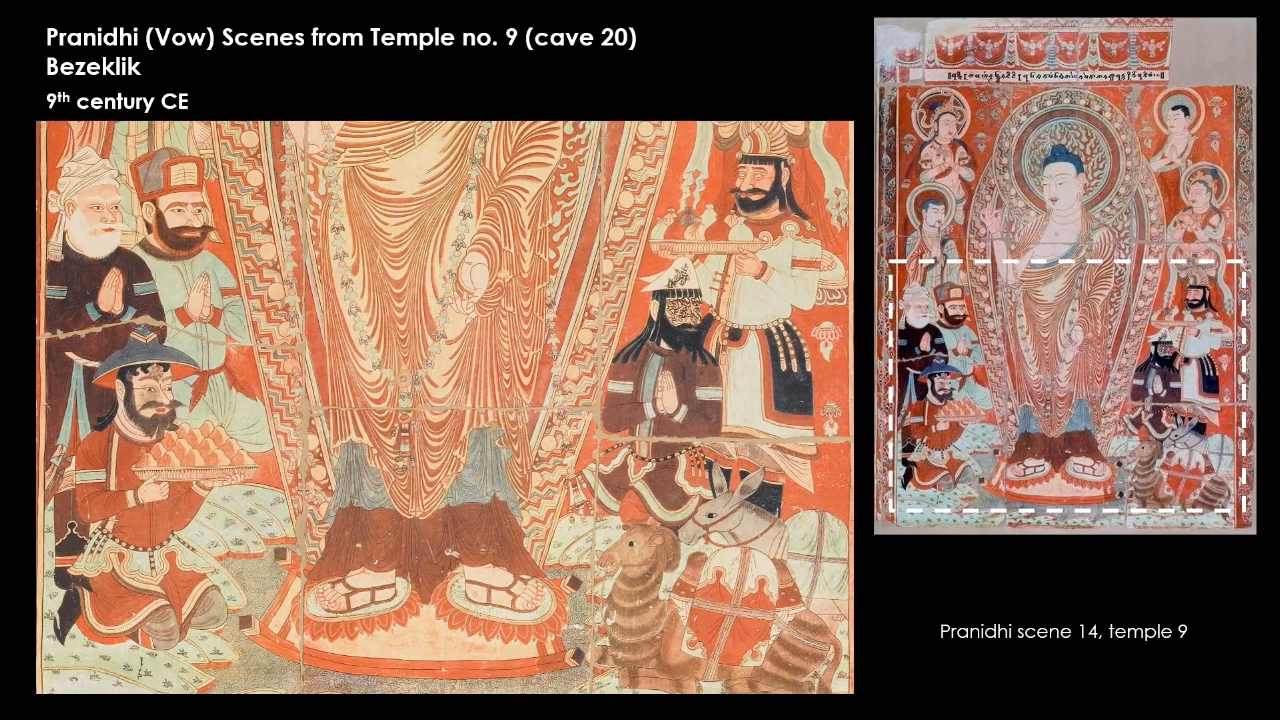 Pranidhi (Vow) Scenes from Temple no. 9 (cave 20)
Bezeklik
9th century CE
Pranidhi scene 14, temple 9